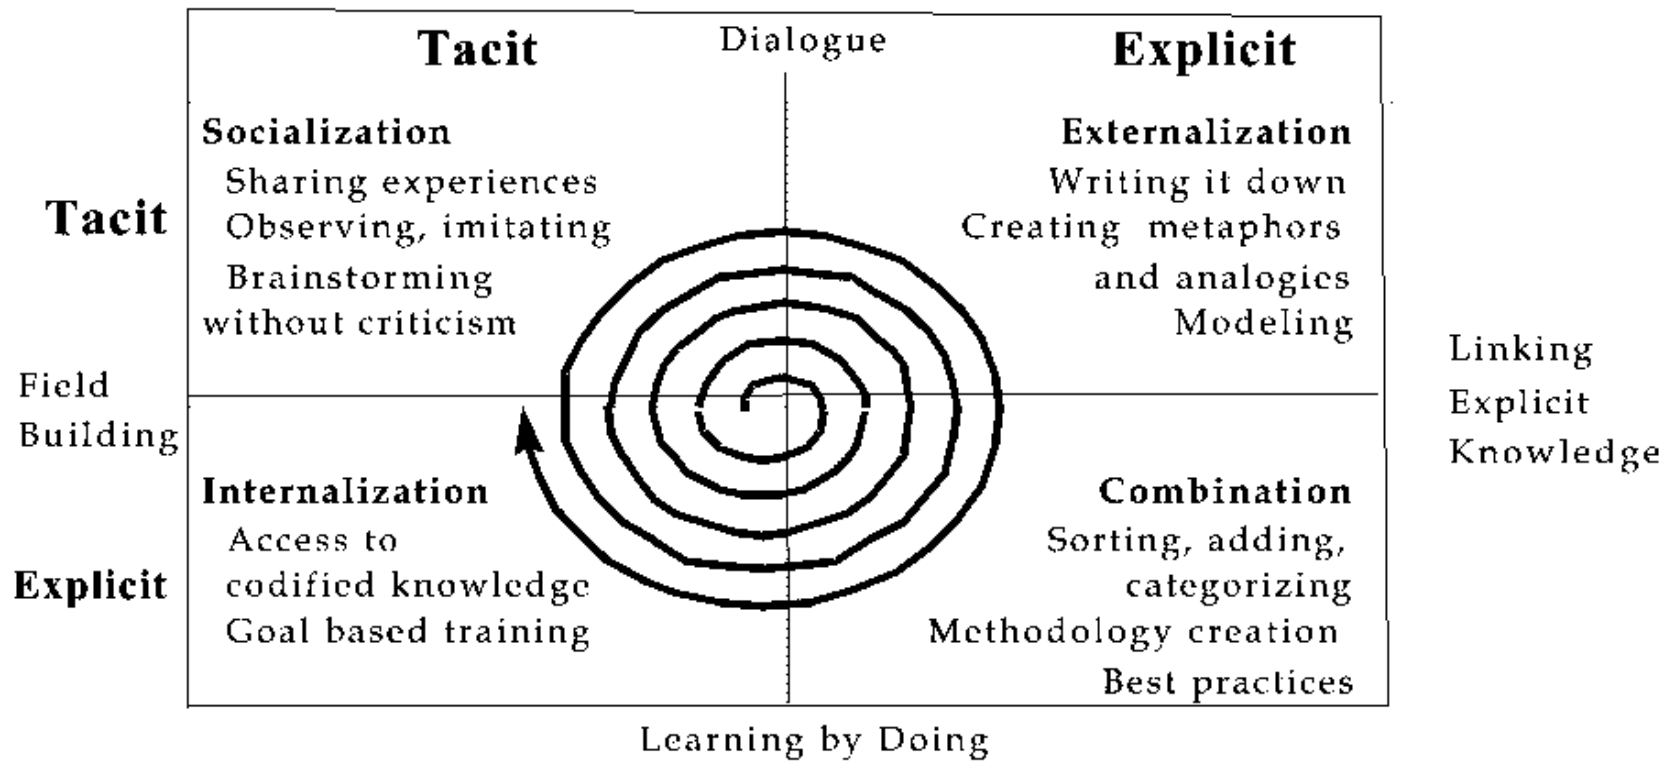 Tacit
Dialogue
Explicit
Socialization
Sharing experiences
Observing, imitating
Brainstorming
without criticism
Externalization
Writing it down
Creating metaphors
and analogies
Modeling
Tacit
Field
Building
Linking
Explicit
Knowledge
Internalization
Access to
codified knowledge
Goal based training
Combination
Sorting, adding,
categorizing
Methodology creation
Best practices
Explicit
Learning by Doing